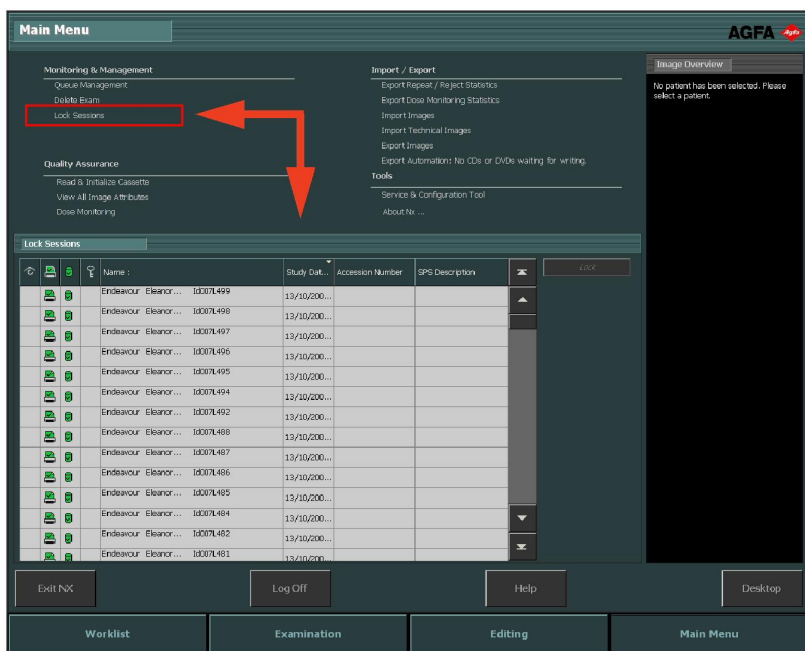 Main Menu
AGFA
Agfa
Monitoring & Management
Queue Management
Delete Exam
Lock Sessions
Quality Assurance
Read & Initialize Cassette
View All Image Attributes
Dose Monitoring
Import / Export
Export Repeat / Reject Statistics
Export Dose Monitoring Statistics
Import Images
Import Technical Images
Export Images
Export Automation: No CDs or DVDs waiting for writing.
Tools
Service & Configuration Tool
About Nx ...
Image Overview
No patient has been selected. Please
select a patient.
Lock Sessions
Name : Study Dat... Accession Number SPS Description
Lock
Endeavour Eleanor... Id007L499 13/10/200...
Endeavour Eleanor... Id007L498 13/10/200...
Endeavour Eleanor... Id007L497 13/10/200...
Endeavour Eleanor... Id007L496 13/10/200...
Endeavour Eleanor... Id007L495 13/10/200...
Endeavour Eleanor... Id007L494 13/10/200...
Endeavour Eleanor... Id007L492 13/10/200...
Endeavour Eleanor... Id007L488 13/10/200...
Endeavour Eleanor... Id007L487 13/10/200...
Endeavour Eleanor... Id007L486 13/10/200...
Endeavour Eleanor... Id007L485 13/10/200...
Endeavour Eleanor... Id007L484 13/10/200...
Endeavour Eleanor... Id007L482 13/10/200...
Endeavour Eleanor... Id007L481 13/10/200...
Exit NX
Log Off
Help
Desktop
Worklist
Examination
Editing
Main Menu